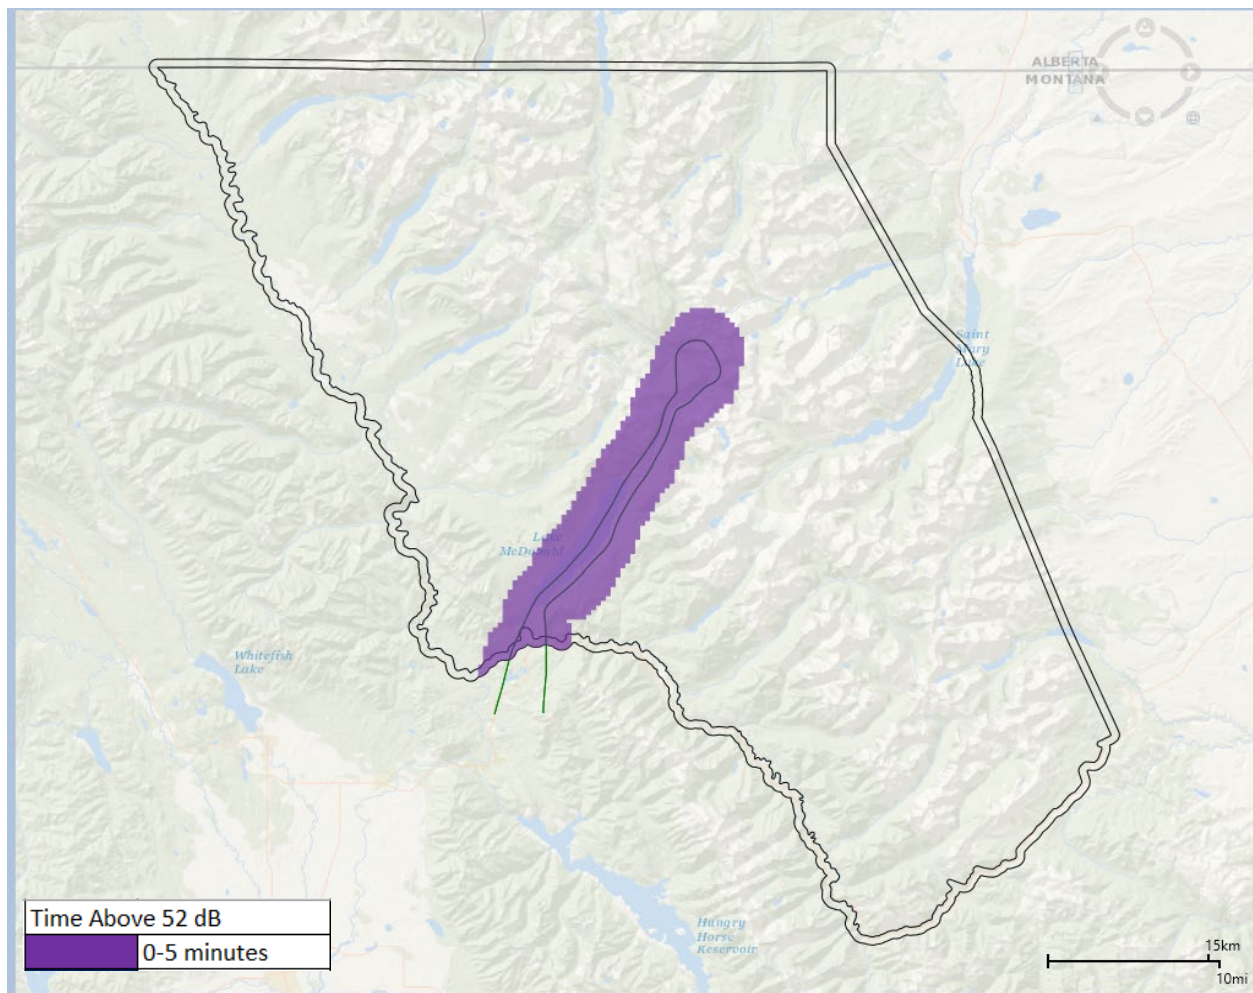 ALBERTA
MONTANA
Saint
Mary
Lake
Lake
McDonald
Whitefish
Lake
Hungry
Horse
Reservoir
Time Above 52 dB
0-5 minutes
15km
10mi